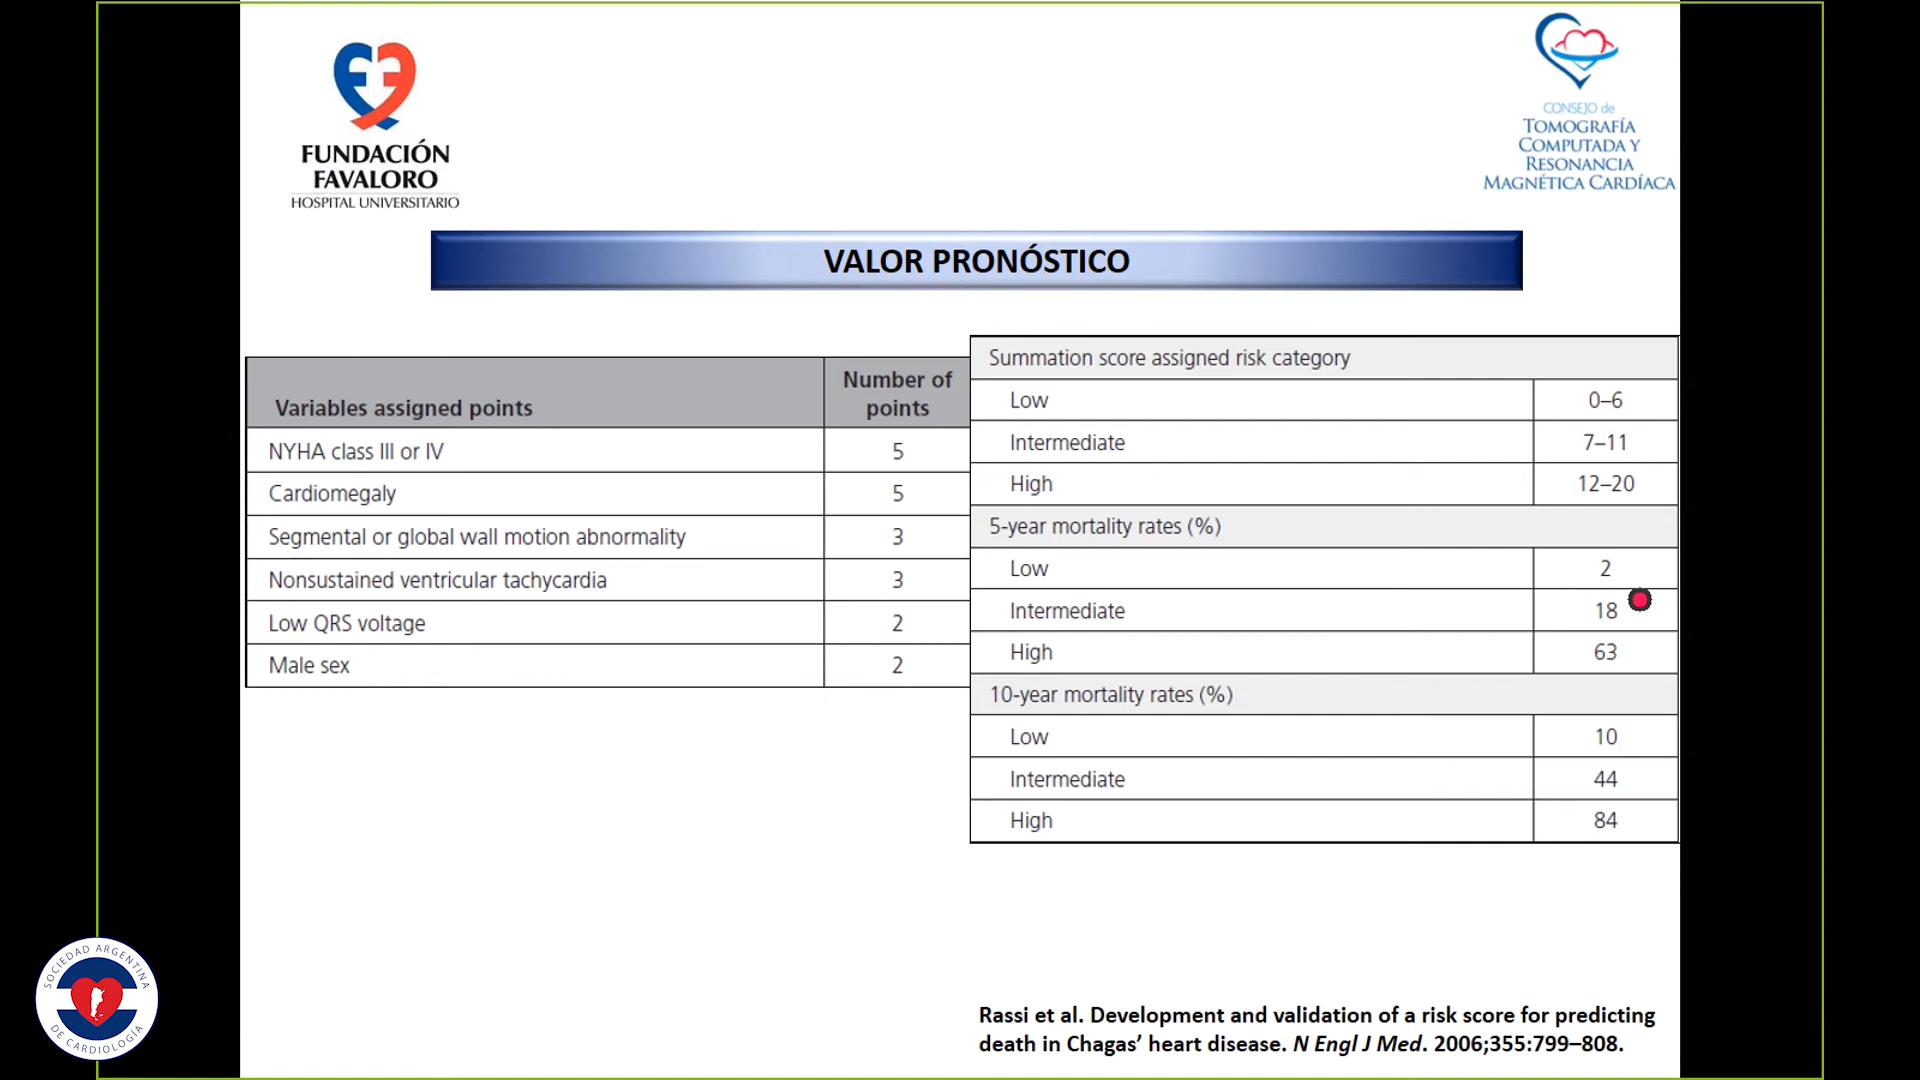 FUNDACIÓN
FAVALORO
HOSPITAL UNIVERSITARIO
CONSEJO de
TOMOGRAFÍA
COMPUTADA Y
RESONANCIA
MAGNÉTICA CARDÍACA
VALOR PRONÓSTICO
Variables assigned points
Number of
points
NYHA class III or IV 5
Cardiomegaly 5
Segmental or global wall motion abnormality 3
Nonsustained ventricular tachycardia 3
Low QRS voltage 2
Male sex 2
Summation score assigned risk category
Low 0–6
Intermediate 7–11
High 12–20
5-year mortality rates (%)
Low 2
Intermediate 18
High 63
10-year mortality rates (%)
Low 10
Intermediate 44
High 84
SOCIEDAD ARGENTINA
DE CARDIOLOGÍA
Rassi et al. Development and validation of a risk score for predicting
death in Chagas’ heart disease. N Engl J Med. 2006;355:799–808.